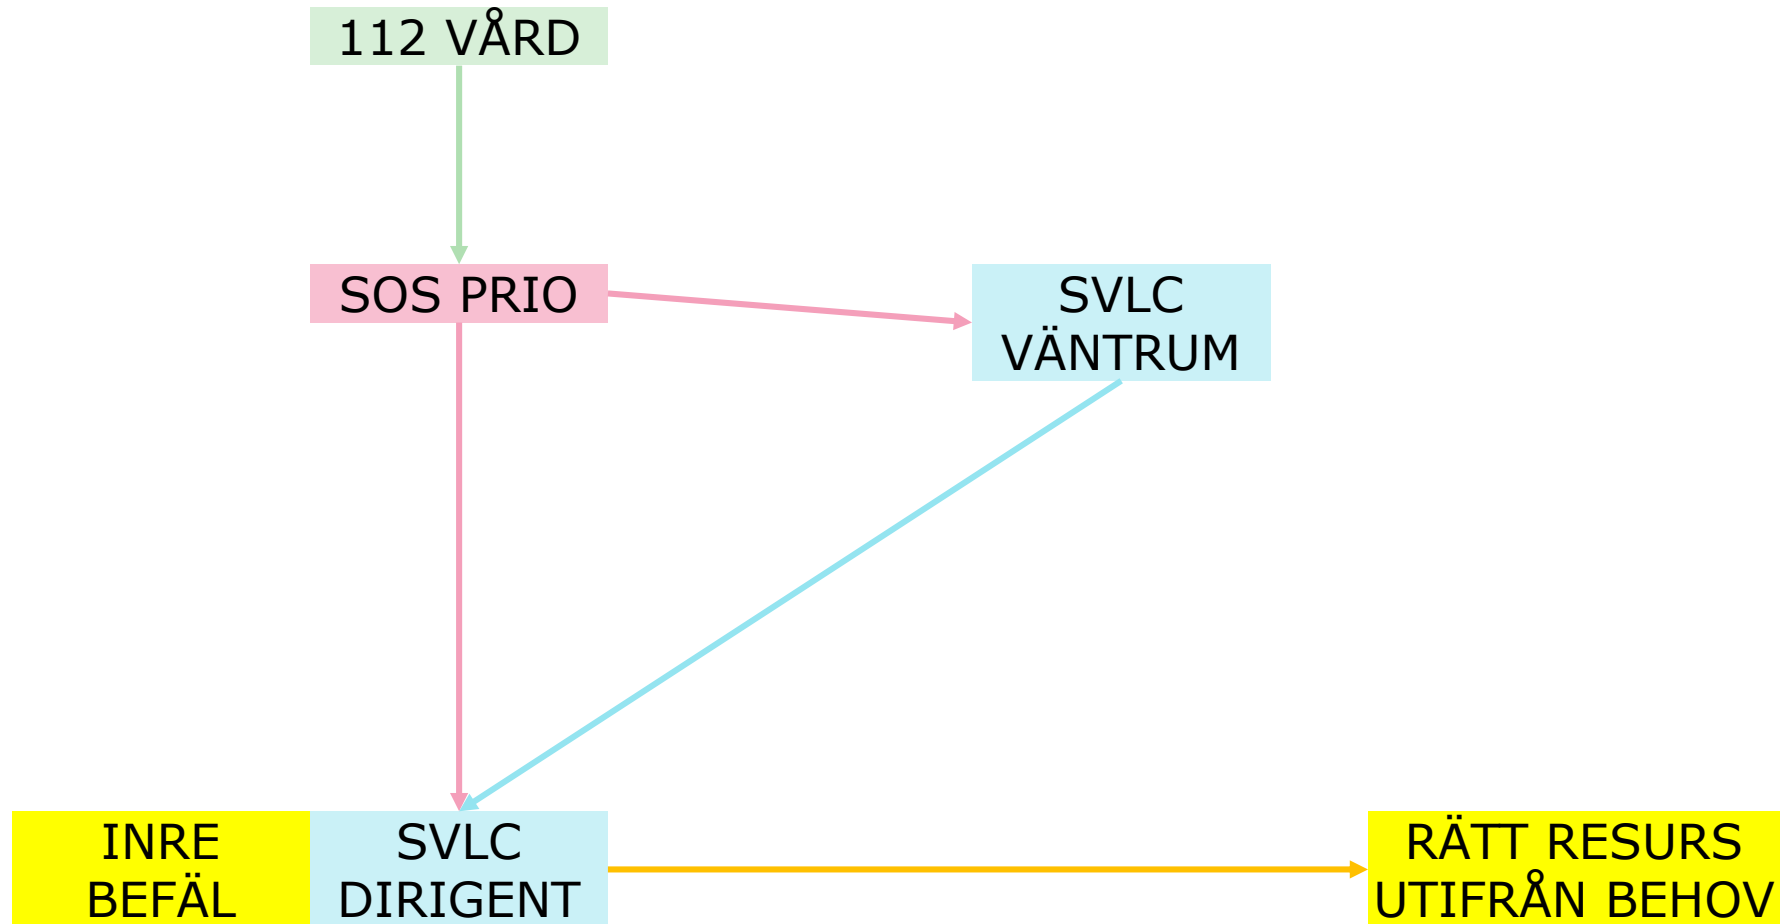 112 VÅRD
SOS PRIO
SVLC
VÄNTRUM
INRE
BEFÄL
SVLC
DIRIGENT
RÄTT RESURS
UTIFRÅN BEHOV